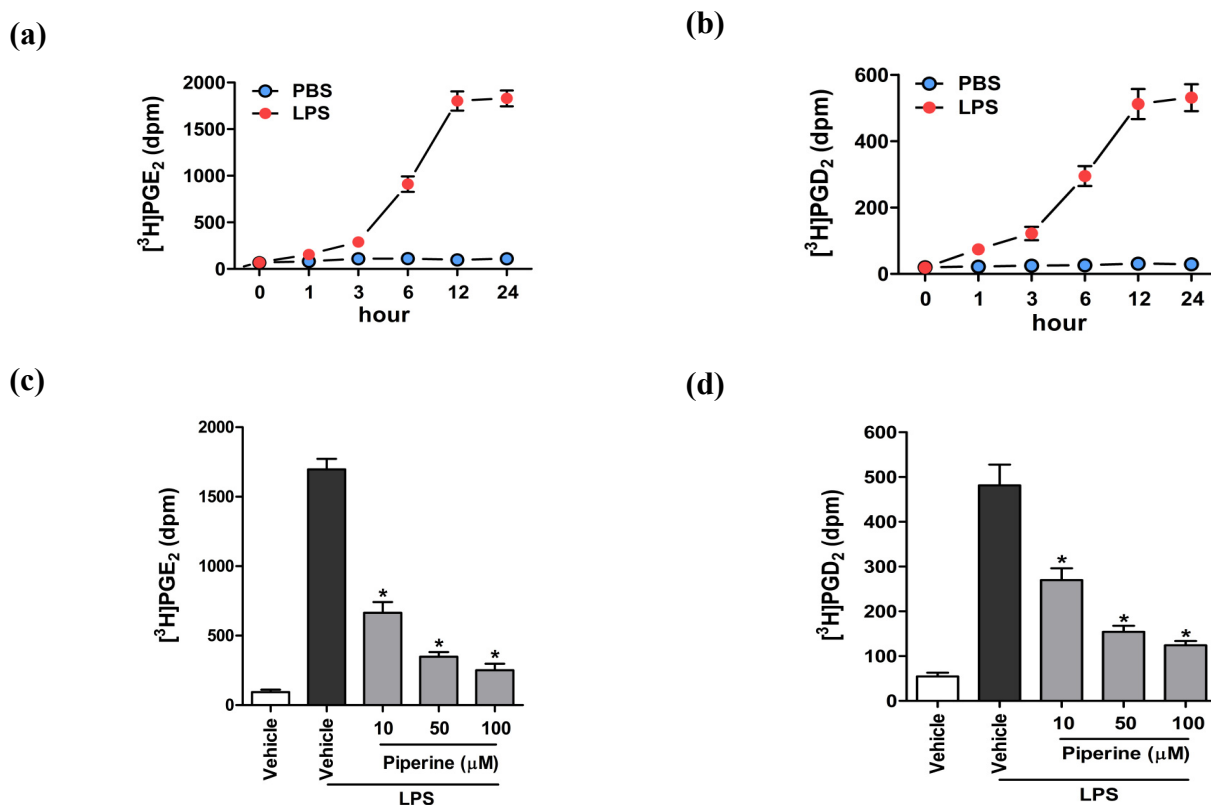 (a)
[³H]PGE₂ (dpm)
2000
1500
1000
500
0
PBS
LPS
0 1 3 6 12 24
hour
(b)
[³H]PGD₂ (dpm)
600
400
200
0
PBS
LPS
0 1 3 6 12 24
hour
(c)
[³H]PGE₂ (dpm)
2000
1500
1000
500
0
* * *
Vehicle Vehicle 10 50 100
Piperine (μM)
LPS
(d)
[³H]PGD₂ (dpm)
600
500
400
300
200
100
0
* * *
Vehicle Vehicle 10 50 100
Piperine (μM)
LPS